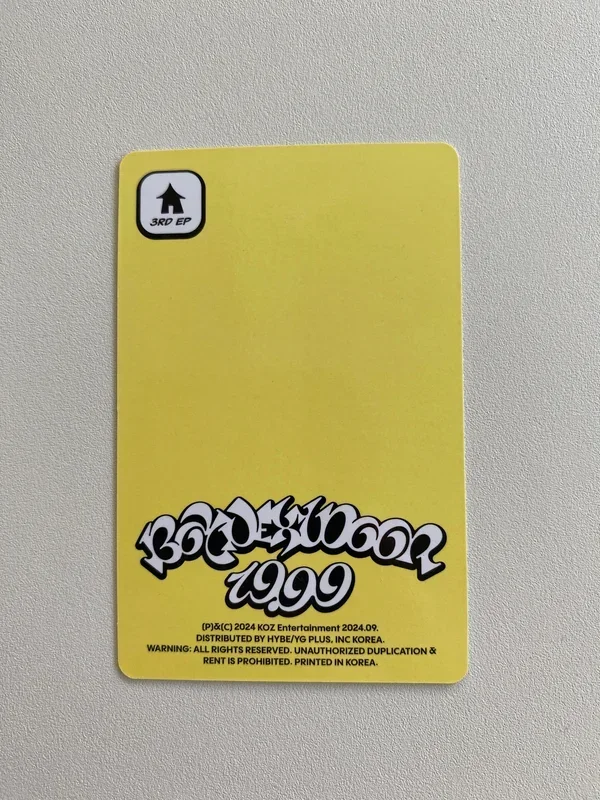 3RD EP
BOYNEXTDOOR
19.99
(P)&(C) 2024 KOZ Entertainment 2024.09.
DISTRIBUTED BY HYBE/YG PLUS, INC KOREA.
WARNING: ALL RIGHTS RESERVED. UNAUTHORIZED DUPLICATION &
RENT IS PROHIBITED. PRINTED IN KOREA.